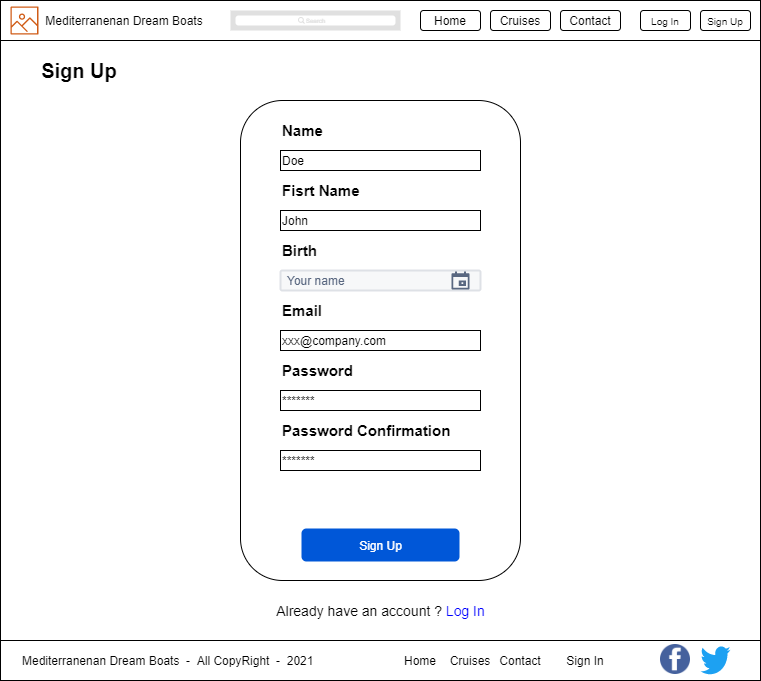 Mediterranenan Dream Boats Search Home Cruises Contact Log In Sign Up
Sign Up
Name
Doe
Fisrt Name
John
Birth
Your name
Email
xxx@company.com
Password
*******
Password Confirmation
*******
Sign Up
Already have an account ? Log In
Mediterranenan Dream Boats - All CopyRight - 2021 Home Cruises Contact Sign In